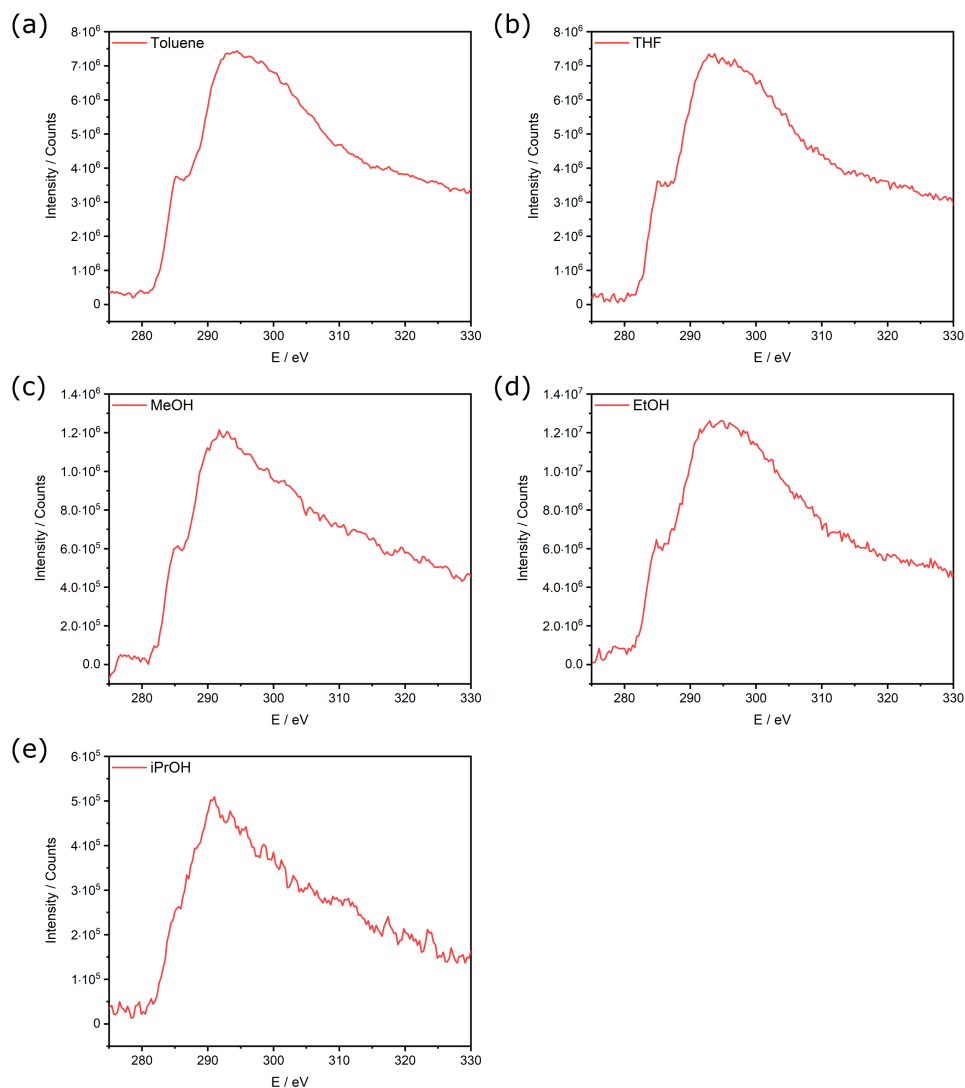 (a)
Toluene
8·10⁶
7·10⁶
6·10⁶
5·10⁶
4·10⁶
3·10⁶
2·10⁶
1·10⁶
0
Intensity / Counts
280 290 300 310 320 330
E / eV
(b)
THF
8·10⁶
7·10⁶
6·10⁶
5·10⁶
4·10⁶
3·10⁶
2·10⁶
1·10⁶
0
Intensity / Counts
280 290 300 310 320 330
E / eV
(c)
MeOH
1.4·10⁶
1.2·10⁶
1.0·10⁶
8.0·10⁵
6.0·10⁵
4.0·10⁵
2.0·10⁵
0.0
Intensity / Counts
280 290 300 310 320 330
E / eV
(d)
EtOH
1.4·10⁷
1.2·10⁷
1.0·10⁷
8.0·10⁶
6.0·10⁶
4.0·10⁶
2.0·10⁶
0.0
Intensity / Counts
280 290 300 310 320 330
E / eV
(e)
iPrOH
6·10⁵
5·10⁵
4·10⁵
3·10⁵
2·10⁵
1·10⁵
0
Intensity / Counts
280 290 300 310 320 330
E / eV